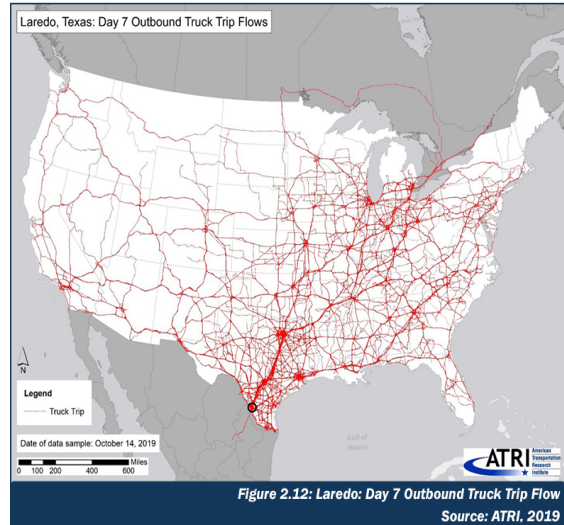 Laredo, Texas: Day 7 Outbound Truck Trip Flows
N
Legend
Truck Trip
Date of data sample: October 14, 2019
Miles
0 100 200 400 600
Gulf of
Mexico
ATRI
American
Transportation
Research
Institute
Figure 2.12: Laredo: Day 7 Outbound Truck Trip Flow
Source: ATRI, 2019